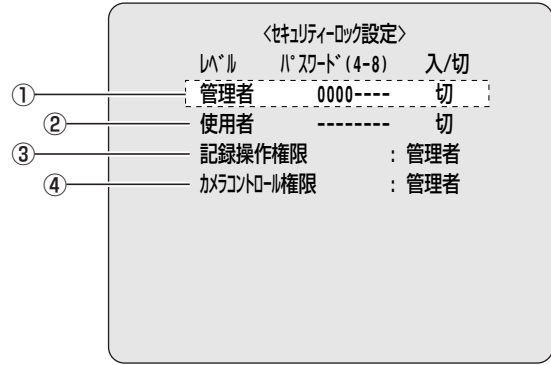 〈ｾｷｭﾘﾃｨｰﾛｯｸ設定〉
ﾚﾍﾞﾙ ﾊﾟｽﾜｰﾄﾞ(4-8) 入/切
① 管理者 0000---- 切
② 使用者 -------- 切
③ 記録操作権限 : 管理者
④ ｶﾒﾗｺﾝﾄﾛｰﾙ権限 : 管理者